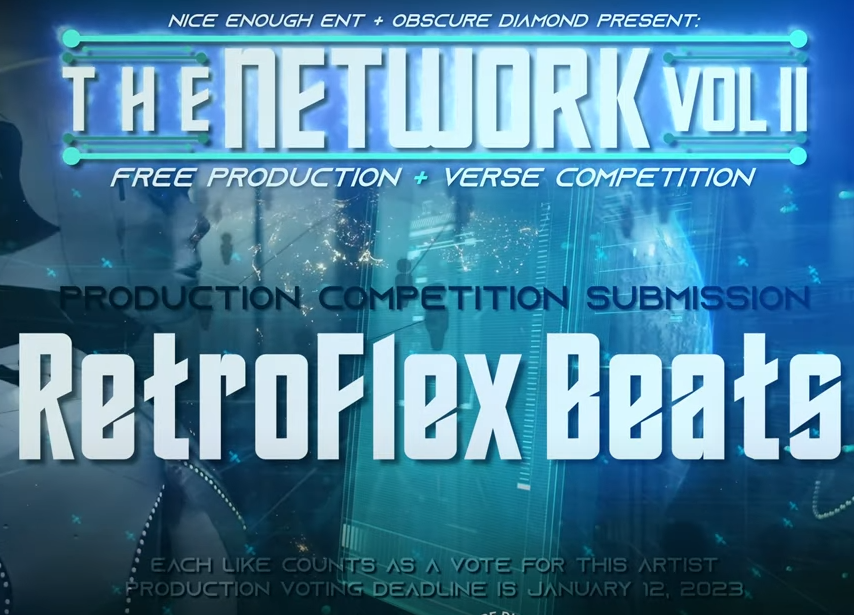 NICE ENOUGH ENT + OBSCURE DIAMOND PRESENT:
THE NETWORK VOL II
FREE PRODUCTION + VERSE COMPETITION
PRODUCTION COMPETITION SUBMISSION
RetroFlex Beats
EACH LIKE COUNTS AS A VOTE FOR THIS ARTIST
PRODUCTION VOTING DEADLINE IS JANUARY 12, 2023